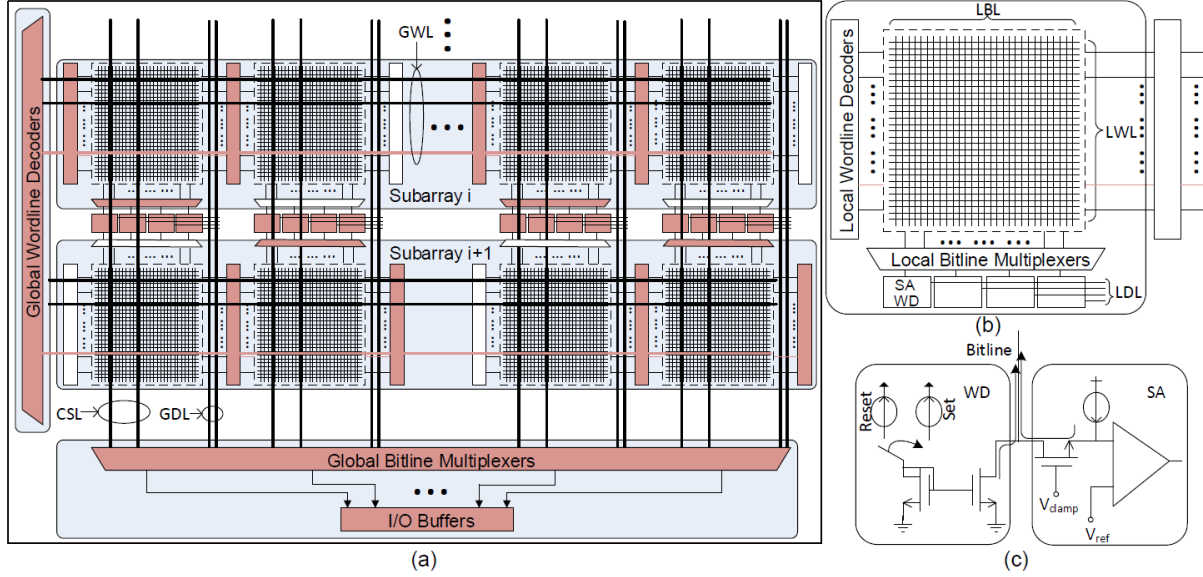 Global Wordline Decoders
GWL
Subarray i
Subarray i+1
CSL
GDL
Global Bitline Multiplexers
I/O Buffers
(a)
LBL
Local Wordline Decoders
LWL
Local Bitline Multiplexers
SA
WD
LDL
(b)
Bitline
Reset
Set
WD
SA
Vclamp
Vref
(c)